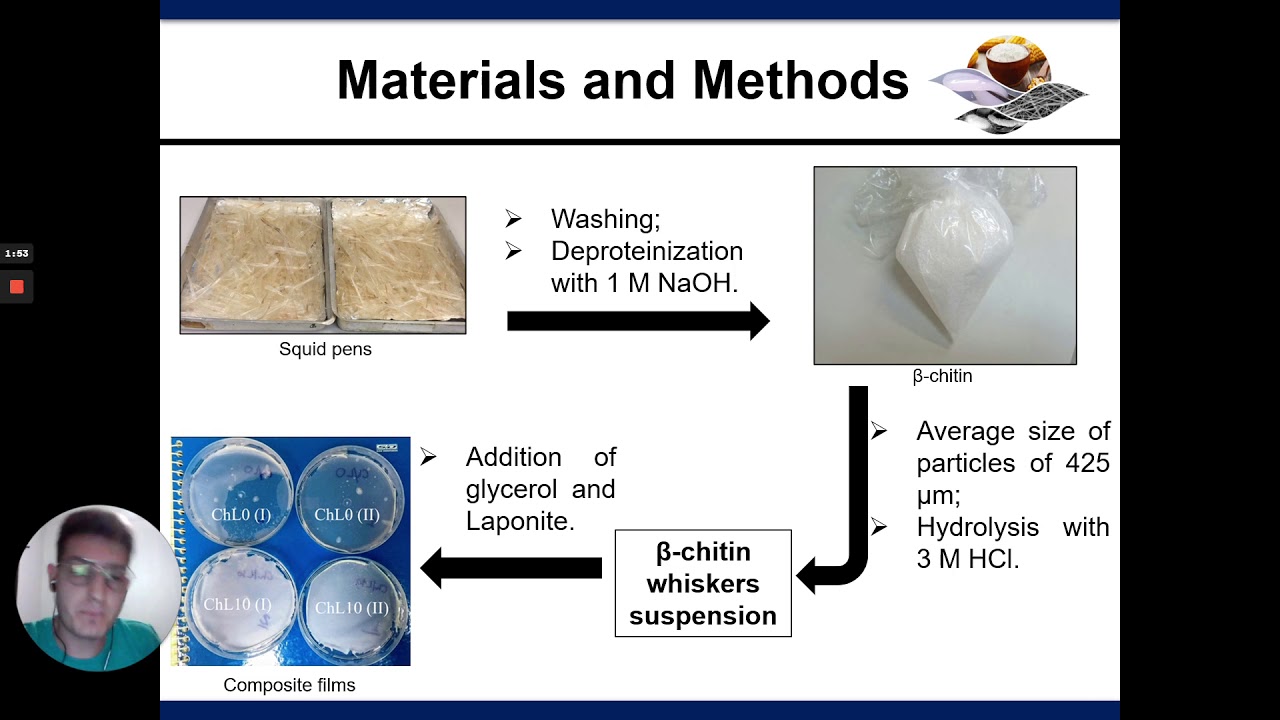 Materials and Methods
1:53
➢ Washing;
➢ Deproteinization
with 1 M NaOH.
Squid pens
β-chitin
➢ Average size of
particles of 425
µm;
➢ Hydrolysis with
3 M HCl.
β-chitin
whiskers
suspension
➢ Addition of
glycerol and
Laponite.
ChL0 (I)
ChL0 (II)
ChL10 (I)
ChL10 (II)
Composite films